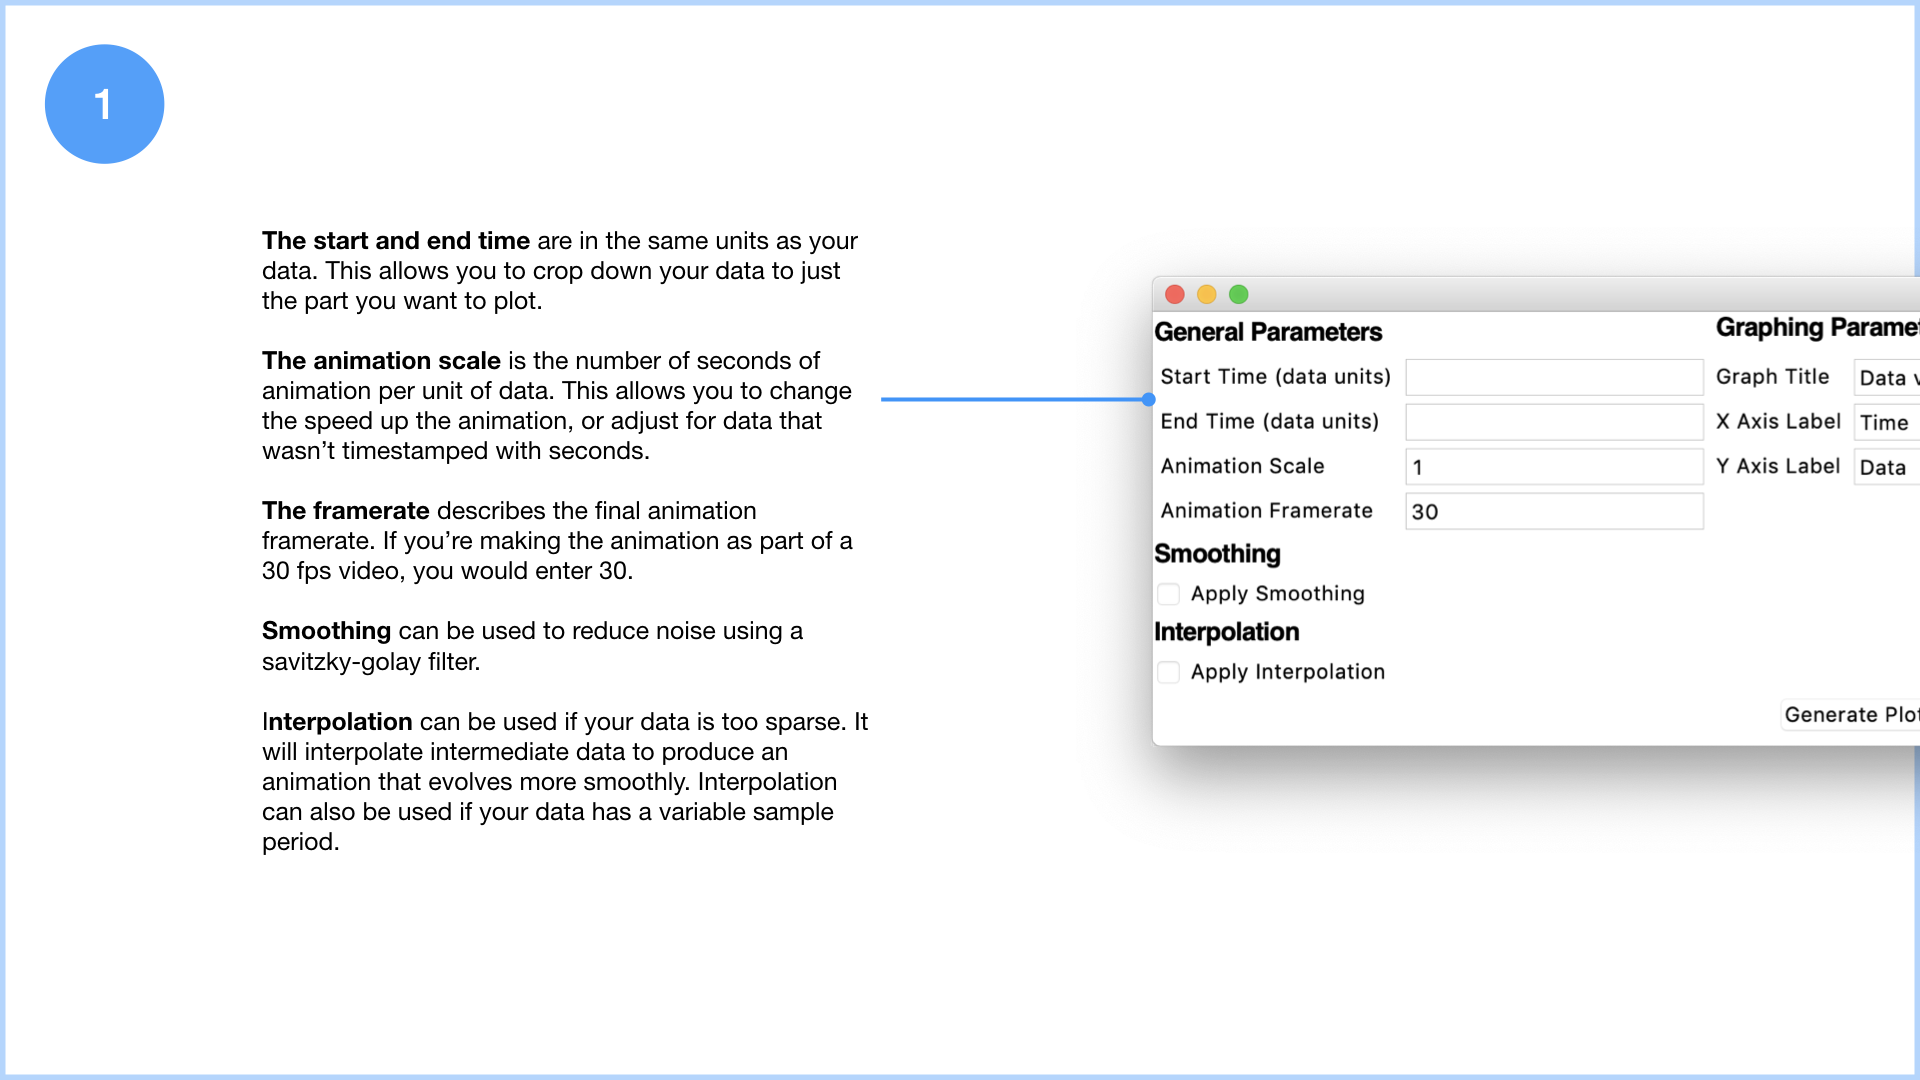 1
The start and end time are in the same units as your
data. This allows you to crop down your data to just
the part you want to plot.
The animation scale is the number of seconds of
animation per unit of data. This allows you to change
the speed up the animation, or adjust for data that
wasn’t timestamped with seconds.
The framerate describes the final animation
framerate. If you’re making the animation as part of a
30 fps video, you would enter 30.
Smoothing can be used to reduce noise using a
savitzky-golay filter.
Interpolation can be used if your data is too sparse. It
will interpolate intermediate data to produce an
animation that evolves more smoothly. Interpolation
can also be used if your data has a variable sample
period.
General Parameters
Start Time (data units)
End Time (data units)
Animation Scale 1
Animation Framerate 30
Smoothing
Apply Smoothing
Interpolation
Apply Interpolation
Graphing
Graph Title Data
X Axis Label Time
Y Axis Label Data
Generate